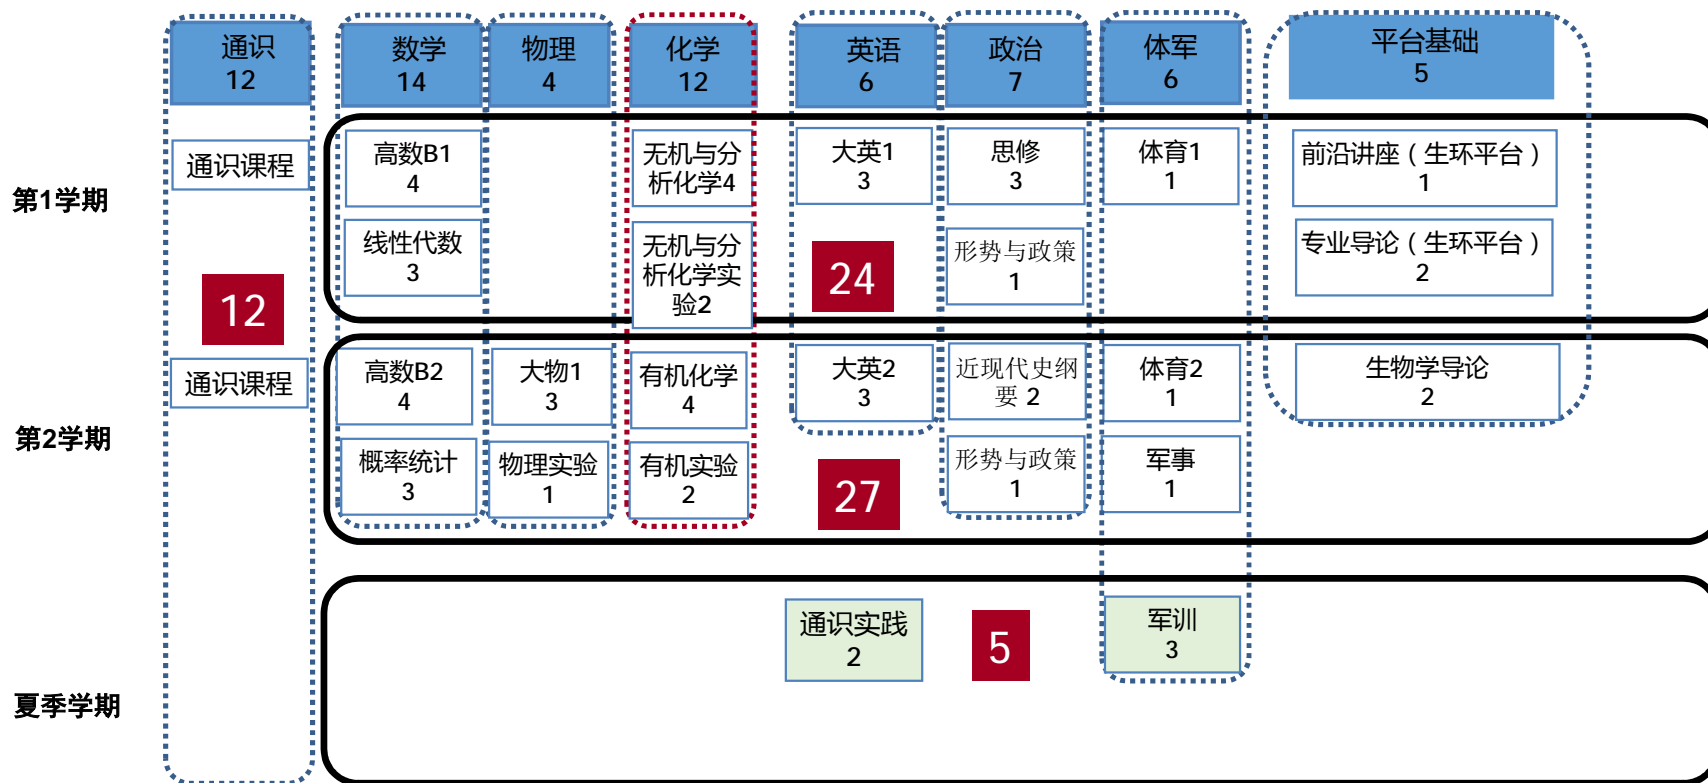 通识
12
数学
14
物理
4
化学
12
英语
6
政治
7
体军
6
平台基础
5
第1学期
通识课程
高数B1
4
无机与分
析化学4
大英1
3
思修
3
体育1
1
前沿讲座（生环平台）
1
线性代数
3
无机与分
析化学实
验2
24
形势与政策
1
专业导论（生环平台）
2
12
第2学期
通识课程
高数B2
4
大物1
3
有机化学
4
大英2
3
近现代史纲
要 2
体育2
1
生物学导论
2
概率统计
3
物理实验
1
有机实验
2
27
形势与政策
1
军事
1
夏季学期
通识实践
2
5
军训
3